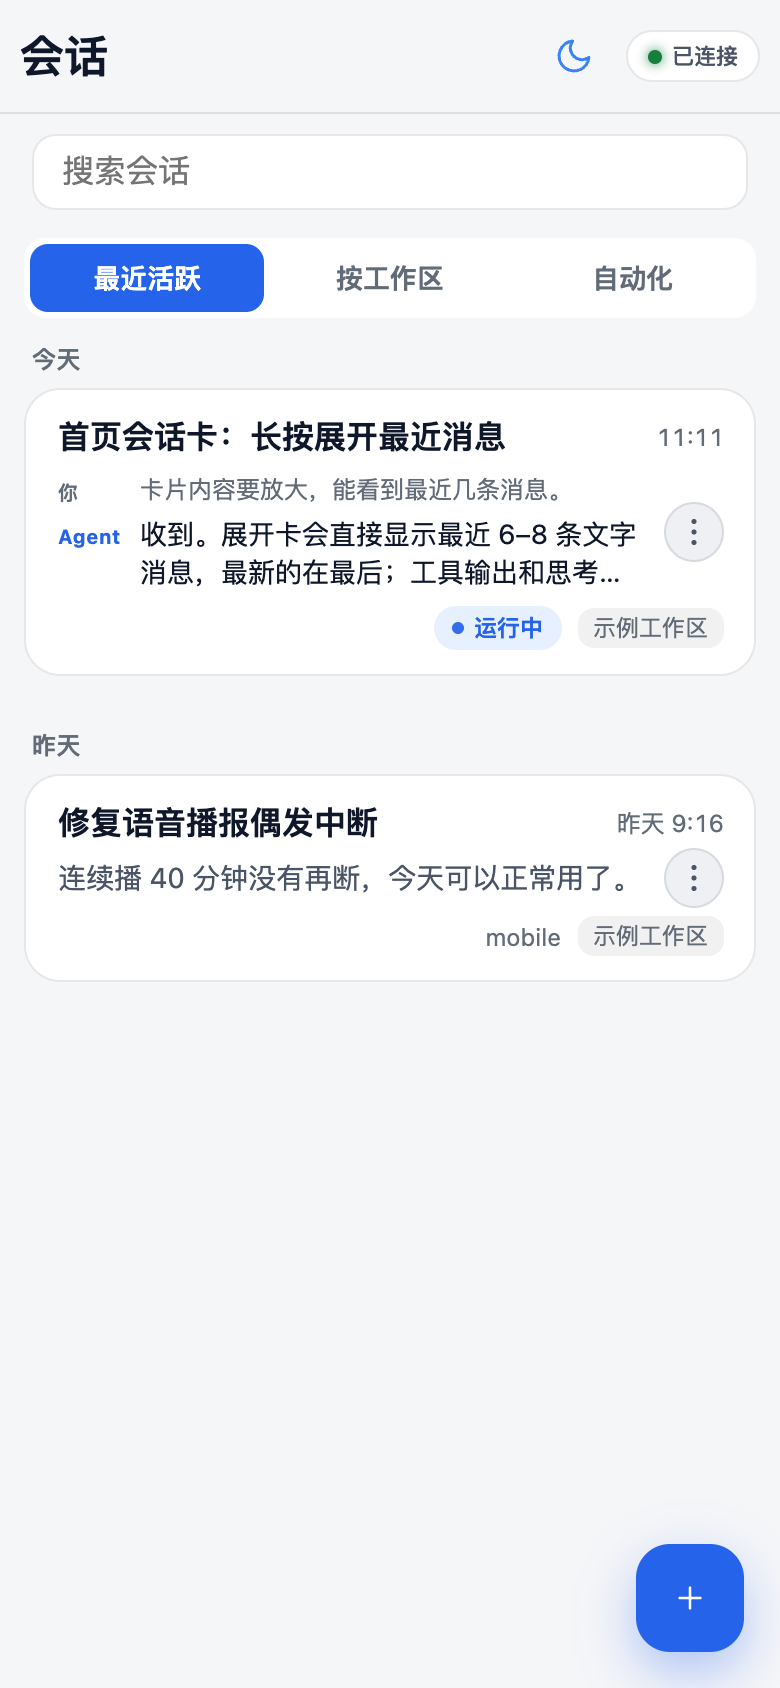 会话
已连接
搜索会话
最近活跃
按工作区
自动化
今天
首页会话卡：长按展开最近消息
11:11
你
卡片内容要放大，能看到最近几条消息。
Agent
收到。展开卡会直接显示最近 6–8 条文字
消息，最新的在最后；工具输出和思考...
运行中
示例工作区
昨天
修复语音播报偶发中断
昨天 9:16
连续播 40 分钟没有再断，今天可以正常用了。
mobile
示例工作区